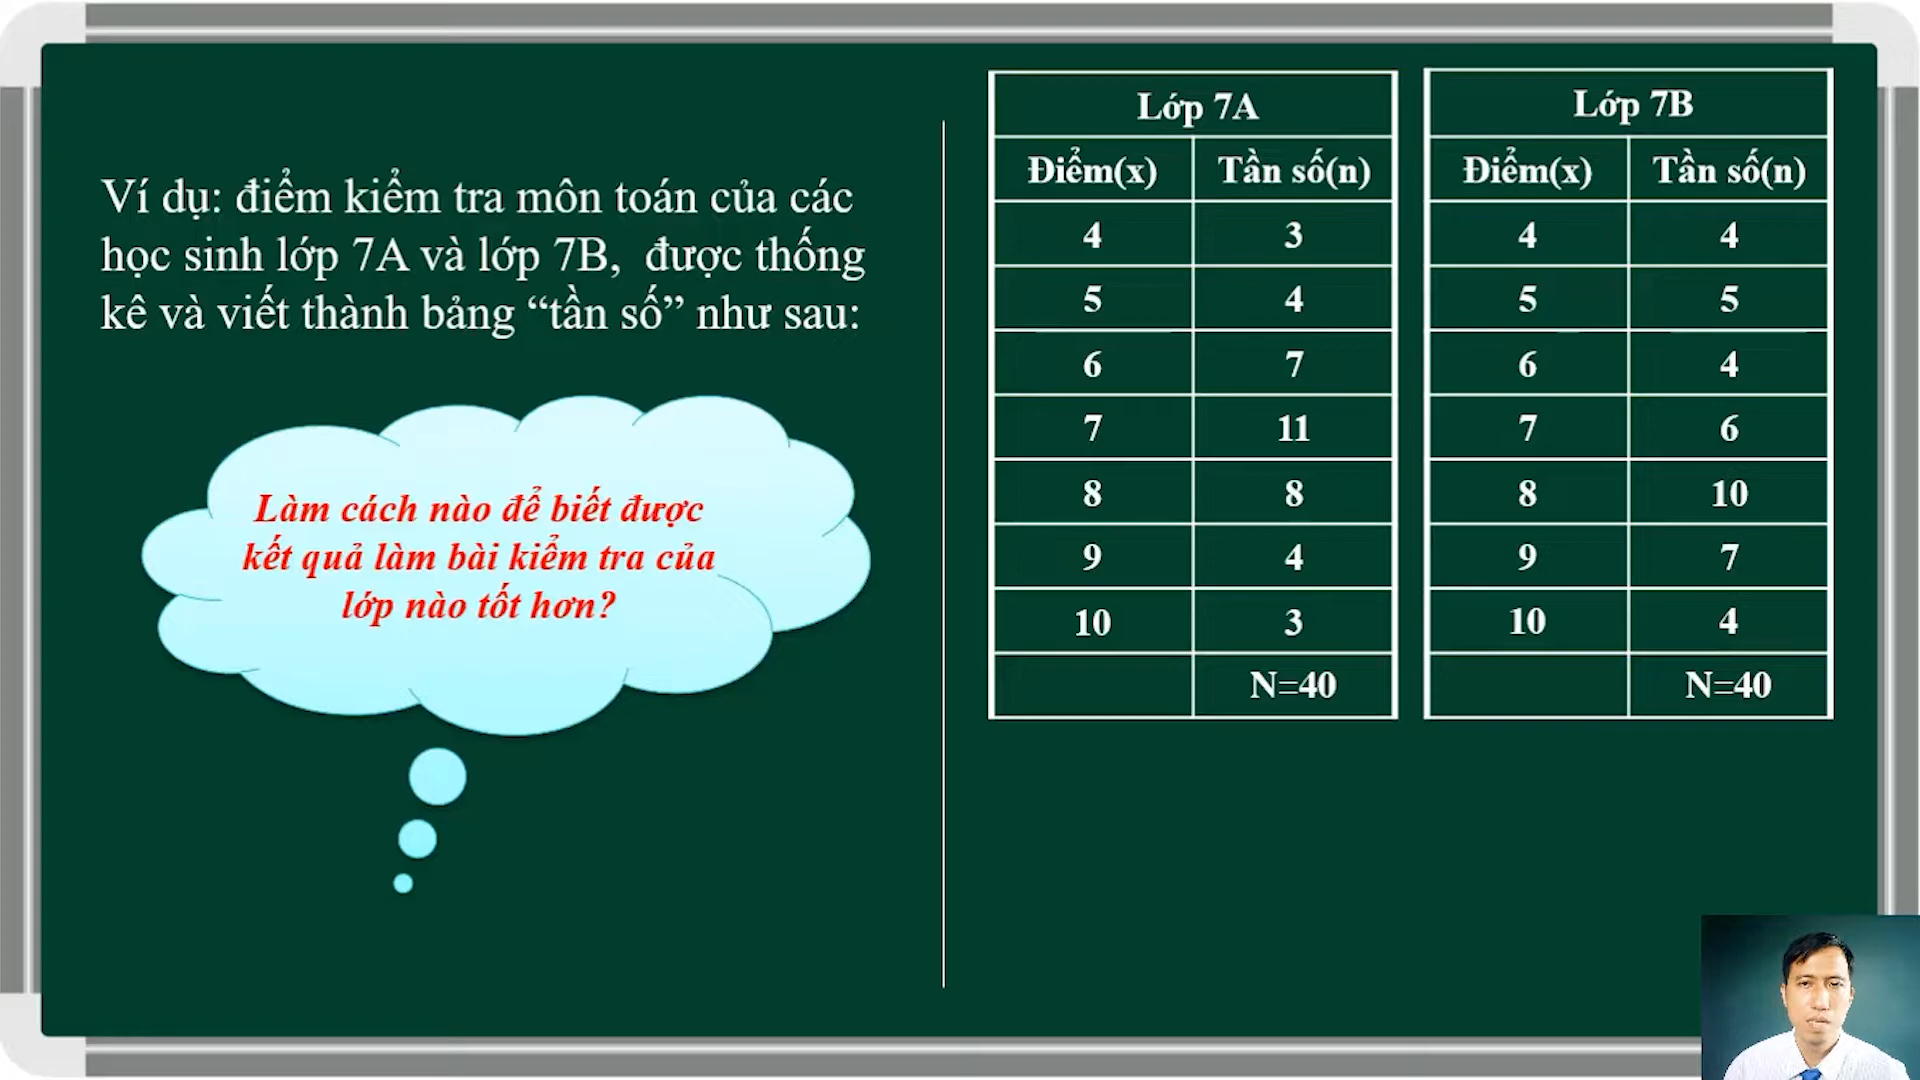 Ví dụ: điểm kiểm tra môn toán của các
học sinh lớp 7A và lớp 7B, được thống
kê và viết thành bảng “tần số” như sau:
Làm cách nào để biết được
kết quả làm bài kiểm tra của
lớp nào tốt hơn?
Lớp 7A
Điểm(x) Tần số(n)
4 3
5 4
6 7
7 11
8 8
9 4
10 3
N=40
Lớp 7B
Điểm(x) Tần số(n)
4 4
5 5
6 4
7 6
8 10
9 7
10 4
N=40